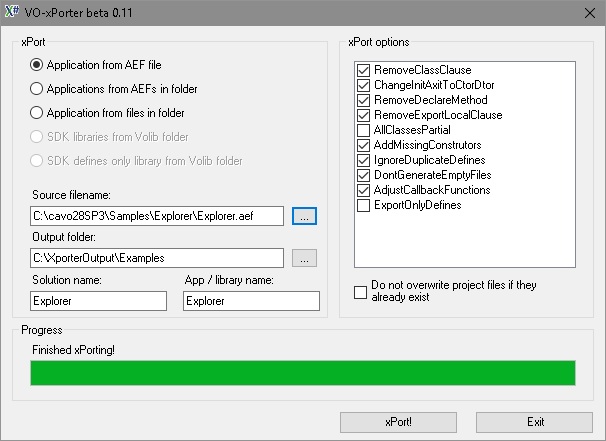 X# VO-xPorter beta 0.11
xPort
Application from AEF file
Applications from AEFs in folder
Application from files in folder
SDK libraries from Volib folder
SDK defines only library from Volib folder
Source filename:
C:\cavo28SP3\Samples\Explorer\Explorer.aef
...
Output folder:
C:\XporterOutput\Examples
...
Solution name:
App / library name:
Explorer
Explorer
xPort options
RemoveClassClause
ChangeInitAxitToCtorDtor
RemoveDeclareMethod
RemoveExportLocalClause
AllClassesPartial
AddMissingConstrutors
IgnoreDuplicateDefines
DontGenerateEmptyFiles
AdjustCallbackFunctions
ExportOnlyDefines
Do not overwrite project files if they
already exist
Progress
Finished xPorting!
xPort!
Exit